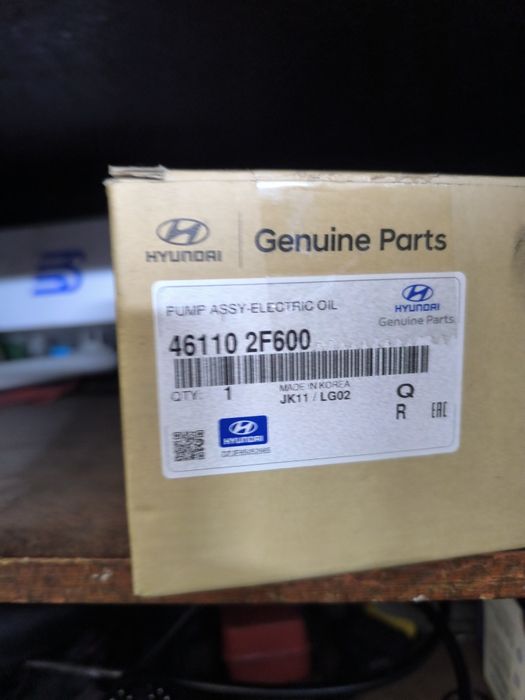 HYUNDAI
Genuine Parts
PUMP ASSY-ELECTRIC OIL
HYUNDAI
Genuine Parts
46110 2F600
QTY: 1
MADE IN KOREA
JK11 / LG02
Q
R
EAC
HYUNDAI